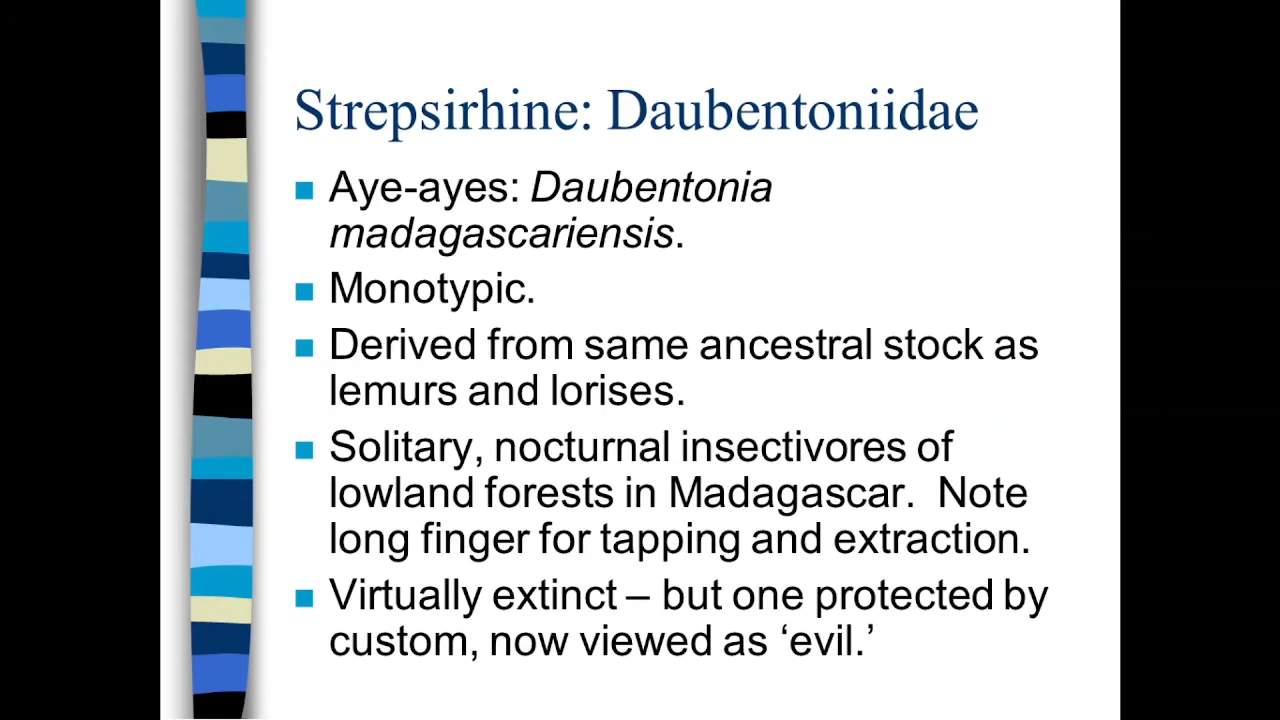 Strepsirhine: Daubentoniidae
Aye-ayes: Daubentonia
madagascariensis.
Monotypic.
Derived from same ancestral stock as
lemurs and lorises.
Solitary, nocturnal insectivores of
lowland forests in Madagascar.  Note
long finger for tapping and extraction.
Virtually extinct – but one protected by
custom, now viewed as ‘evil.’